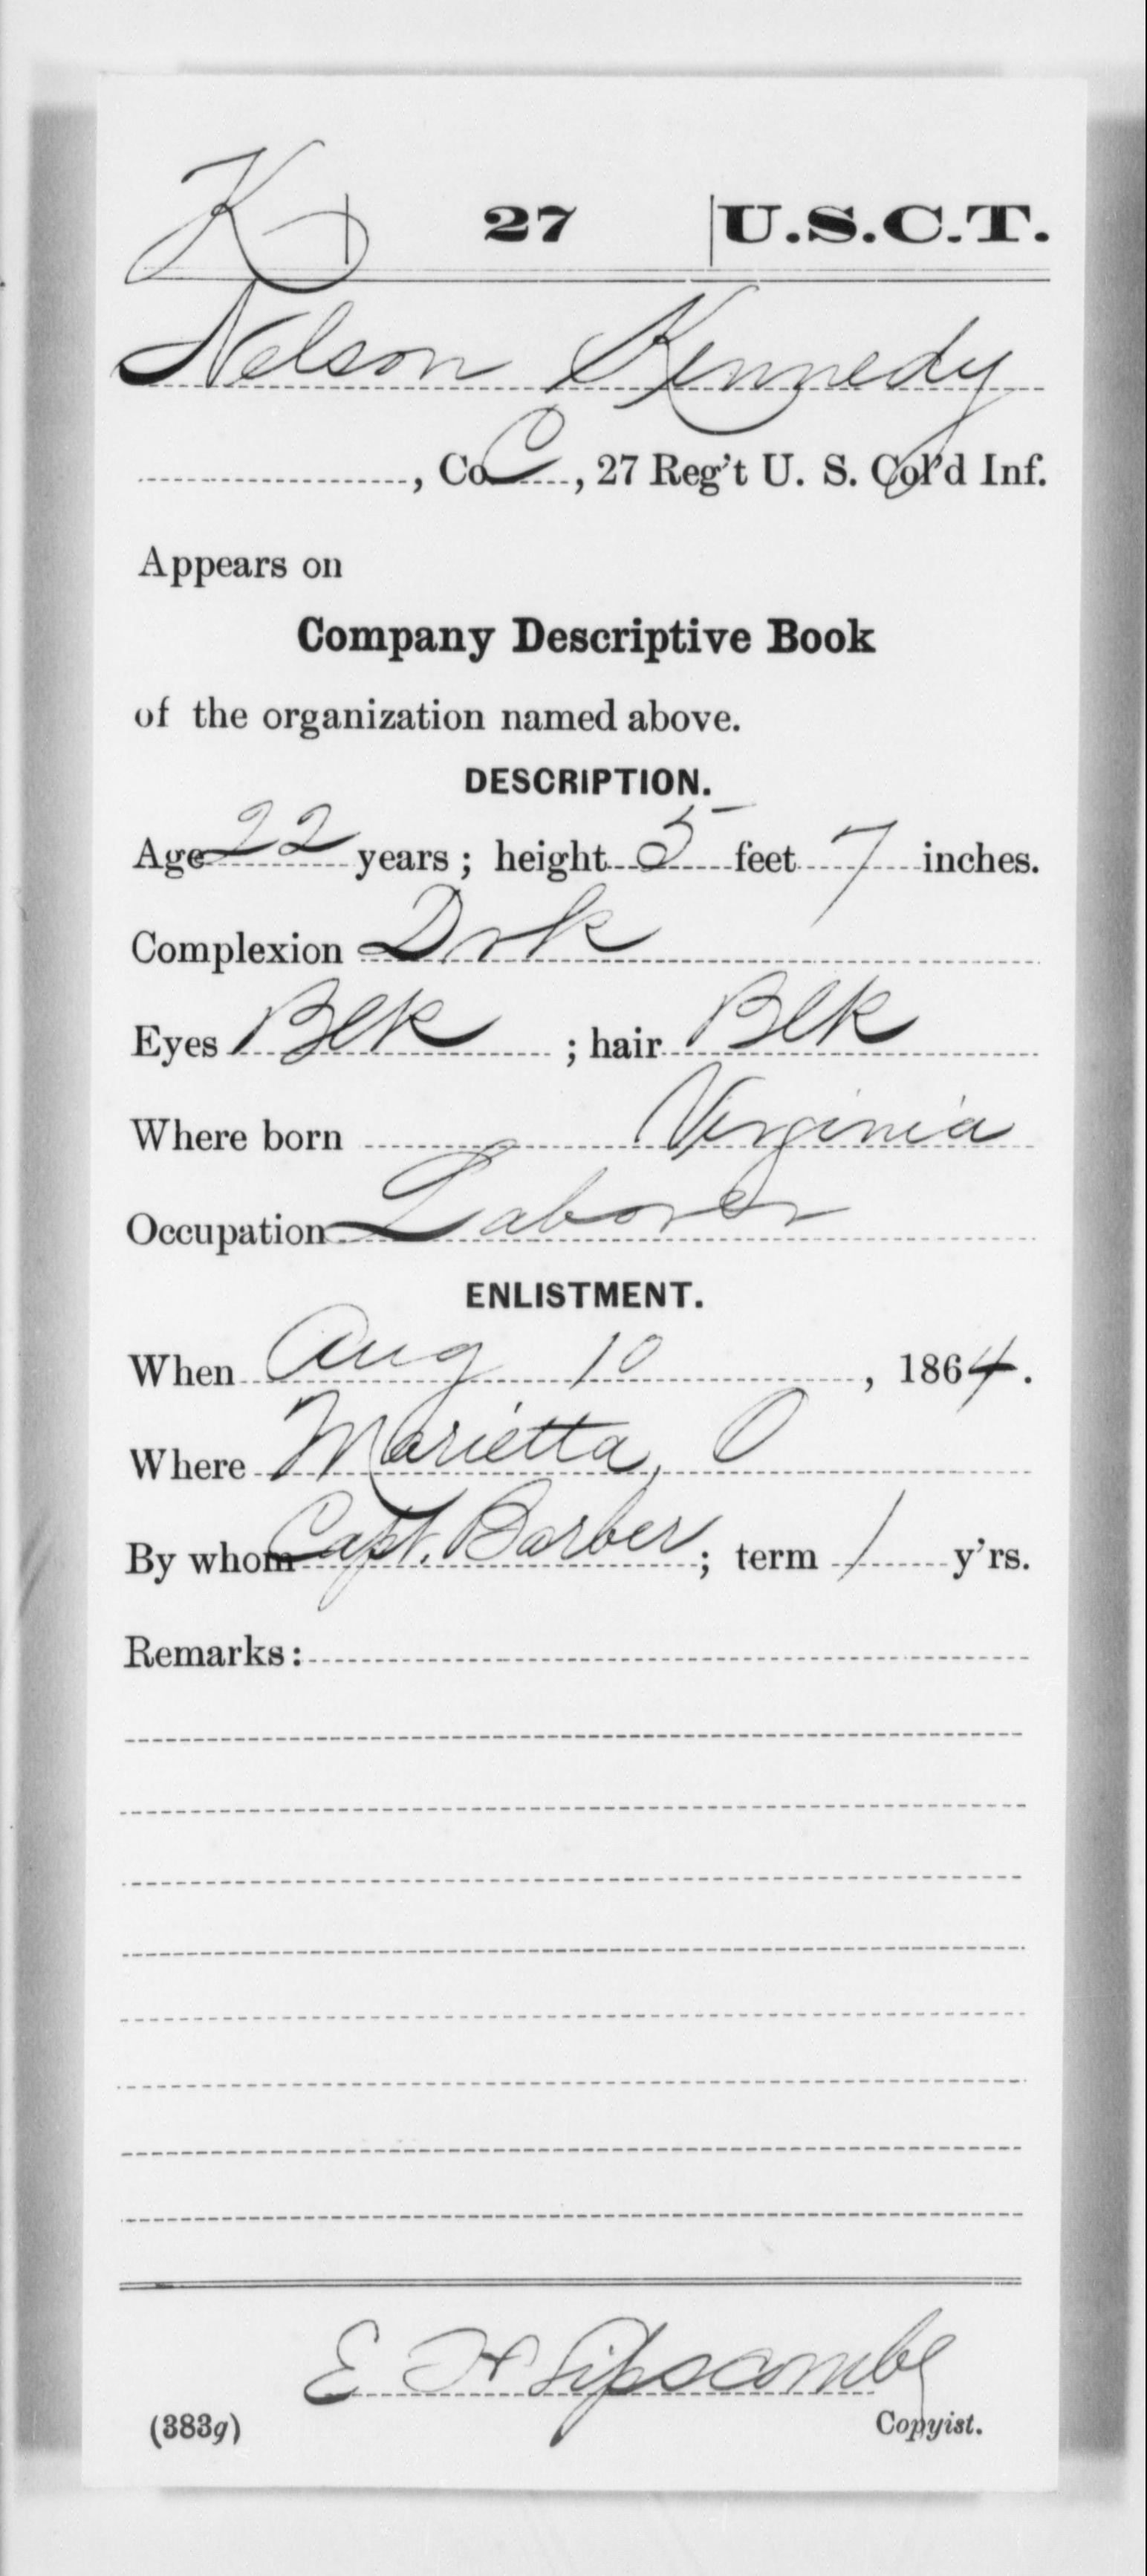 K 27 U.S.C.T.
Nelson Kennedy
, Co. C, 27 Reg't U. S. Col'd Inf.
Appears on
Company Descriptive Book
of the organization named above.
DESCRIPTION.
Age 22 years; height 5 feet 7 inches.
Complexion Drk
Eyes Blk; hair Blk
Where born Virginia
Occupation Laborer
ENLISTMENT.
When Aug 10, 1864.
Where Marietta, O
By whom Capt. Barber; term 1 y'rs.
Remarks:
E H Lipscombe
(383g) Copyist.